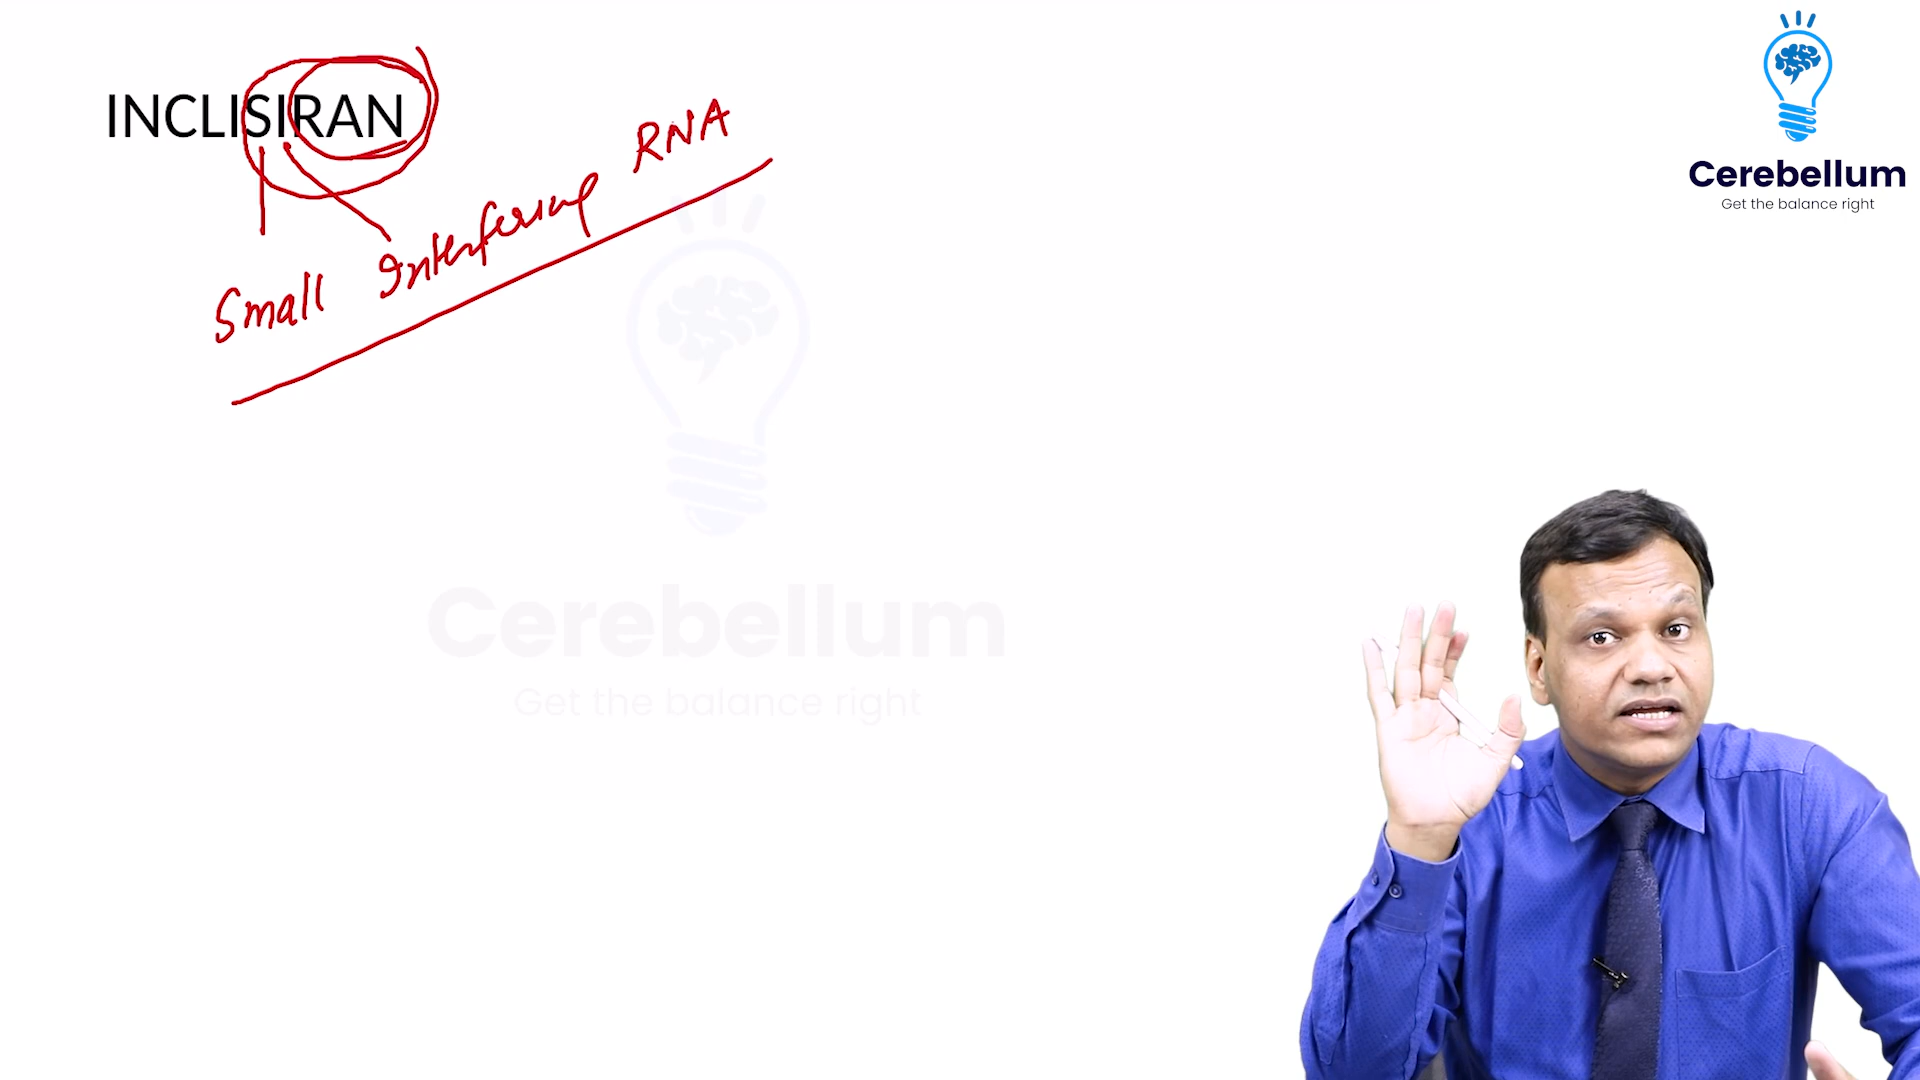 INCLISIRAN
Small Interfering RNA
Cerebellum
Get the balance right
Cerebellum
Get the balance right